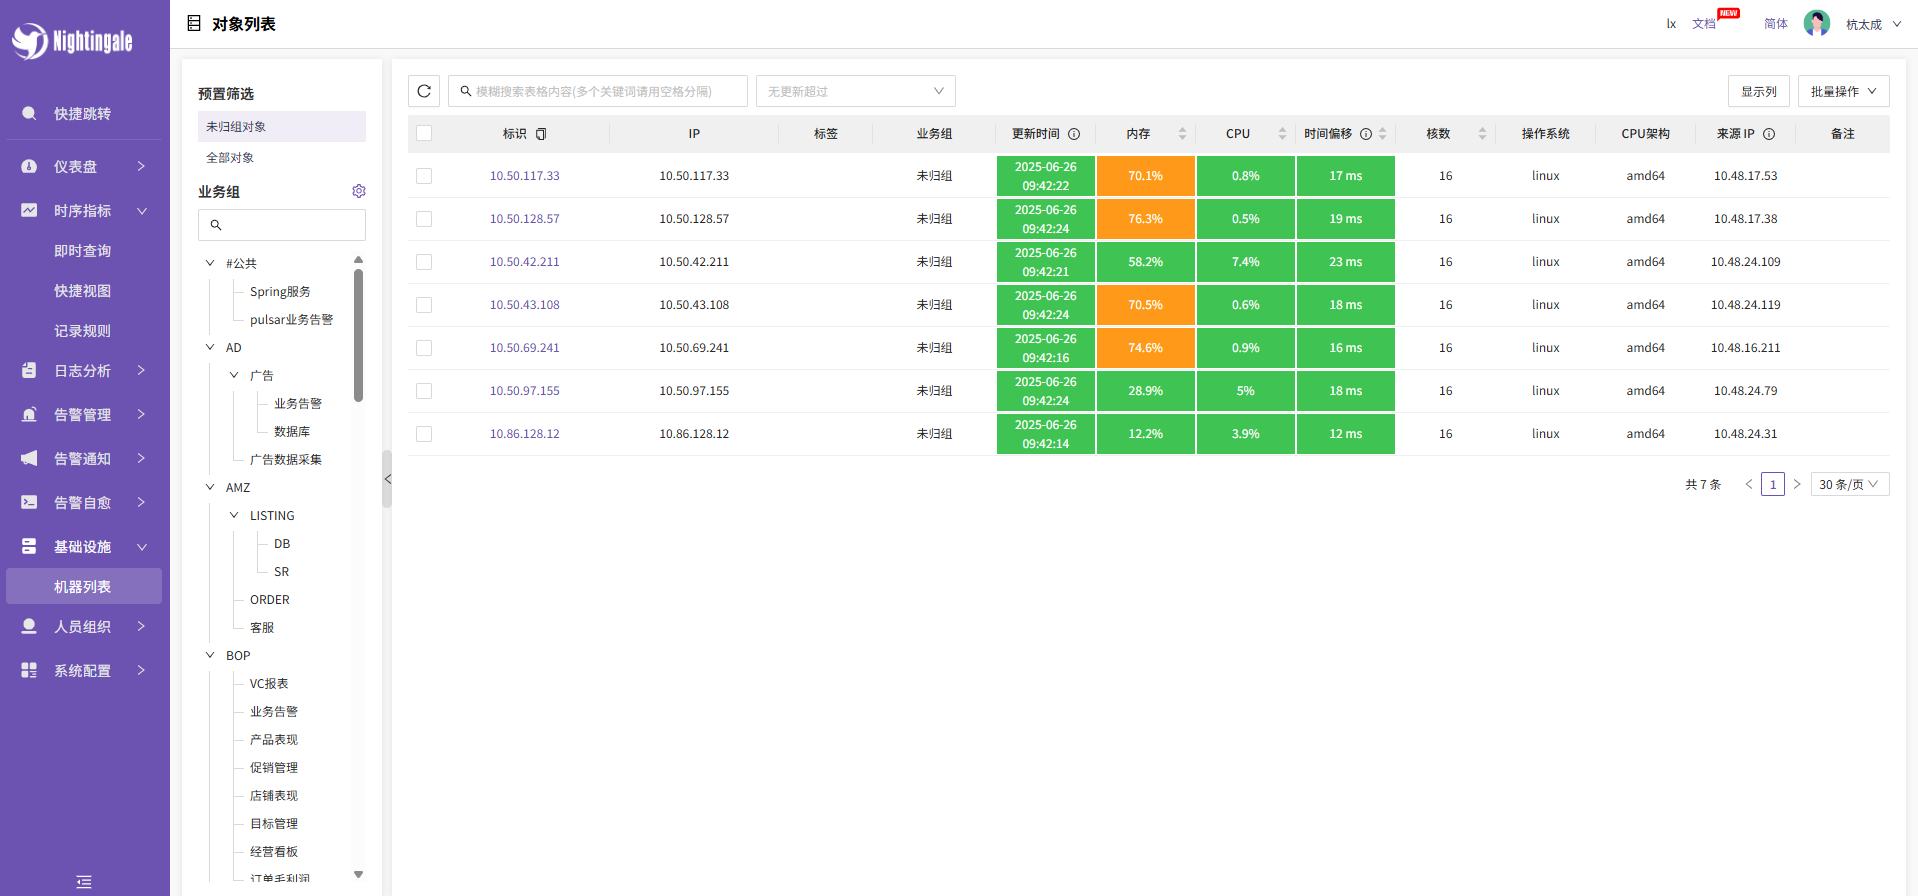 Nightingale
快捷跳转
仪表盘
时序指标
即时查询
快捷视图
记录规则
日志分析
告警管理
告警通知
告警自愈
基础设施
机器列表
人员组织
系统配置
对象列表
lx 文档 NEW 简体 杭太成
预置筛选
未归组对象
全部对象
业务组
#公共
Spring服务
pulsar业务告警
AD
广告
业务告警
数据库
广告数据采集
AMZ
LISTING
DB
SR
ORDER
客服
BOP
VC报表
业务告警
产品表现
促销管理
店铺表现
目标管理
经营看板
订单毛利润
模糊搜索表格内容(多个关键词请用空格分隔) 无更新超过 显示列 批量操作
标识 IP 标签 业务组 更新时间 内存 CPU 时间偏移 核数 操作系统 CPU架构 来源 IP 备注
10.50.117.33 10.50.117.33 未归组 2025-06-26 09:42:22 70.1% 0.8% 17 ms 16 linux amd64 10.48.17.53
10.50.128.57 10.50.128.57 未归组 2025-06-26 09:42:24 76.3% 0.5% 19 ms 16 linux amd64 10.48.17.38
10.50.42.211 10.50.42.211 未归组 2025-06-26 09:42:21 58.2% 7.4% 23 ms 16 linux amd64 10.48.24.109
10.50.43.108 10.50.43.108 未归组 2025-06-26 09:42:24 70.5% 0.6% 18 ms 16 linux amd64 10.48.24.119
10.50.69.241 10.50.69.241 未归组 2025-06-26 09:42:16 74.6% 0.9% 16 ms 16 linux amd64 10.48.16.211
10.50.97.155 10.50.97.155 未归组 2025-06-26 09:42:24 28.9% 5% 18 ms 16 linux amd64 10.48.24.79
10.86.128.12 10.86.128.12 未归组 2025-06-26 09:42:14 12.2% 3.9% 12 ms 16 linux amd64 10.48.24.31
共 7 条 1 30 条/页